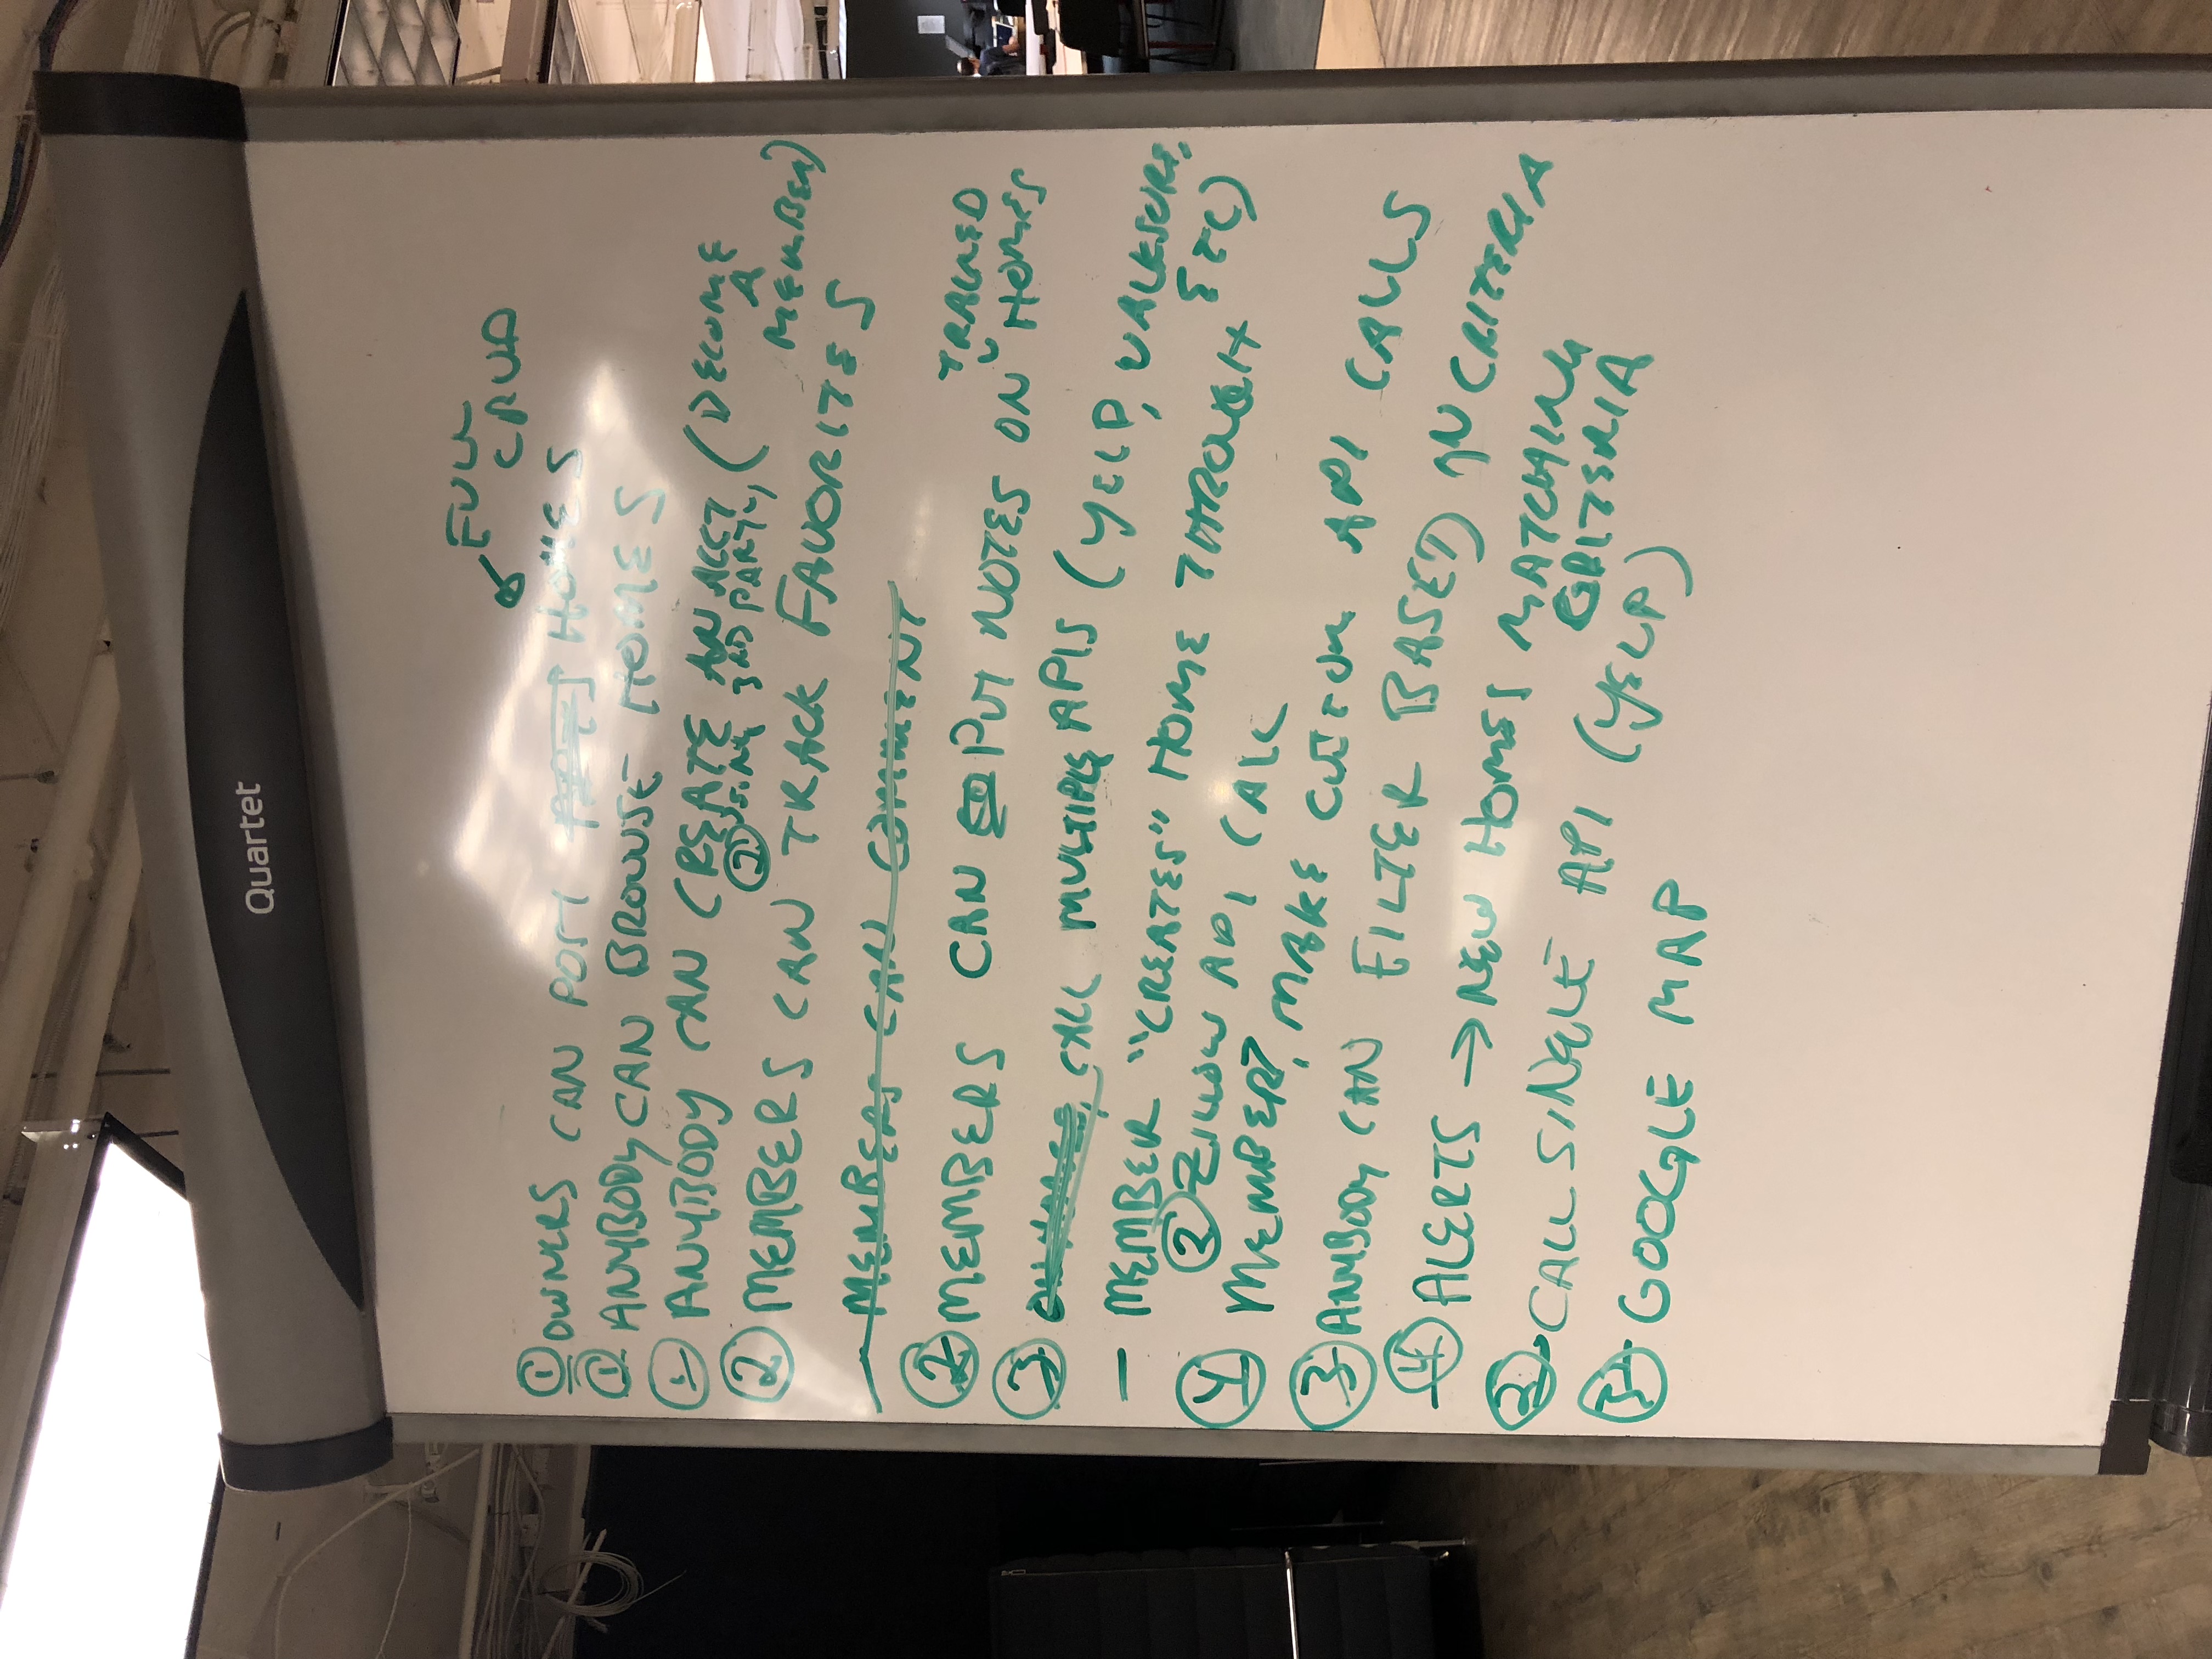 Quartet
FULL
CRUD
① OWNERS CAN POST HOMES
① ANYBODY CAN BROWSE HOMES
① ANYBODY CAN CREATE AN ACCT (BECOME
A
MEMBER)
② USING 3RD PARTY
② MEMBERS CAN TRACK FAVORITES
— MEMBERS CAN COMMENT
TRACKED
② MEMBERS CAN PUT NOTES ON HOMES
③ CALL MULTIPLE APIS (YELP, WALKSCORE,
ETC)
— MEMBER "CREATES" HOME THROUGH
② ZILLOW API CALL
④ MEMBER? MAKE CUSTOM API CALLS
③ ANYBODY CAN FILTER BASED ON CRITERIA
④ ALERTS → NEW HOMES MATCHING
CRITERIA
② CALL SINGLE API (YELP)
③ GOOGLE MAP